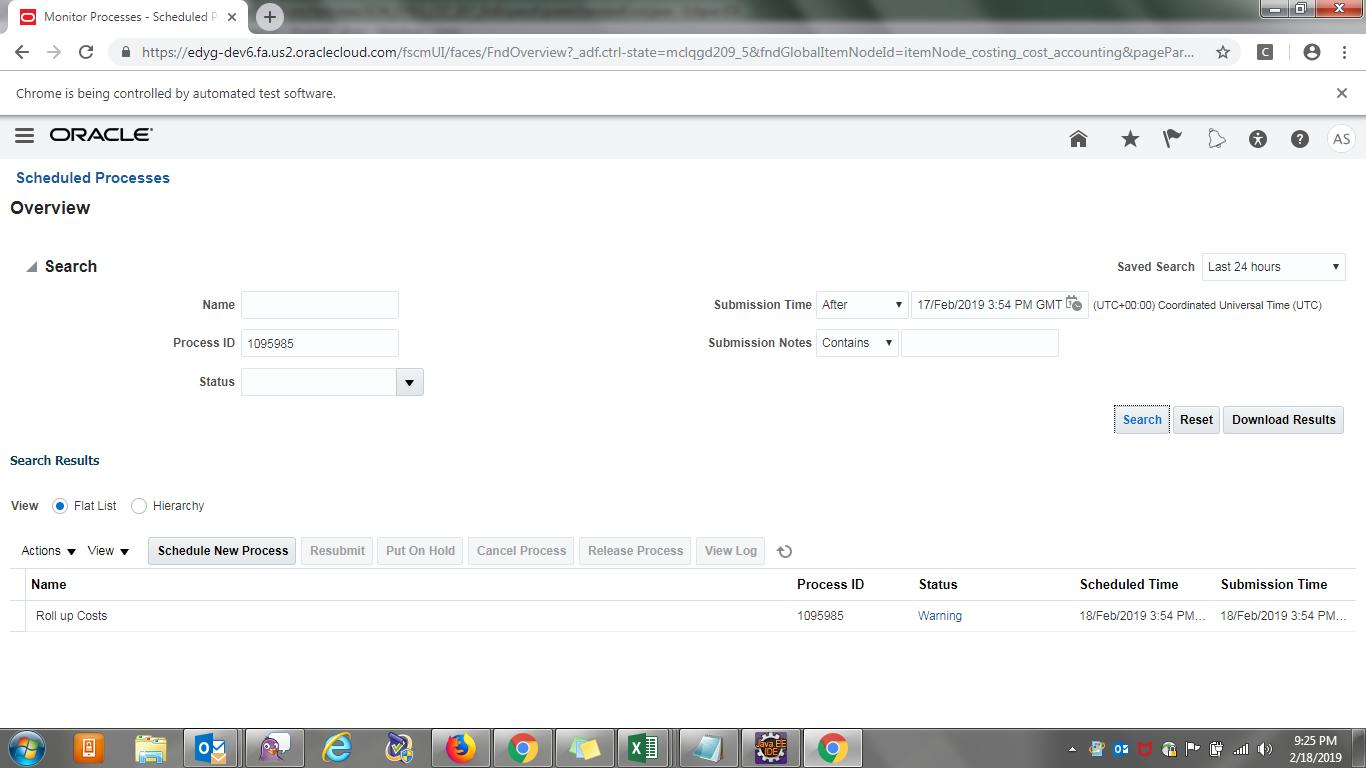 Monitor Processes - Scheduled P
https://edyg-dev6.fa.us2.oraclecloud.com/fscmUI/faces/FndOverview?_adf.ctrl-state=mclqgd209_5&fndGlobalItemNodeId=itemNode_costing_cost_accounting&pagePar...
C
Chrome is being controlled by automated test software.
ORACLE
AS
Scheduled Processes
Overview
Search
Saved Search Last 24 hours
Name
Submission Time After 17/Feb/2019 3:54 PM GMT (UTC+00:00) Coordinated Universal Time (UTC)
Process ID 1095985
Submission Notes Contains
Status
Search Reset Download Results
Search Results
View Flat List Hierarchy
Actions View Schedule New Process Resubmit Put On Hold Cancel Process Release Process View Log
Name Process ID Status Scheduled Time Submission Time
Roll up Costs 1095985 Warning 18/Feb/2019 3:54 PM... 18/Feb/2019 3:54 PM...
Java EE
IDE
9:25 PM
2/18/2019